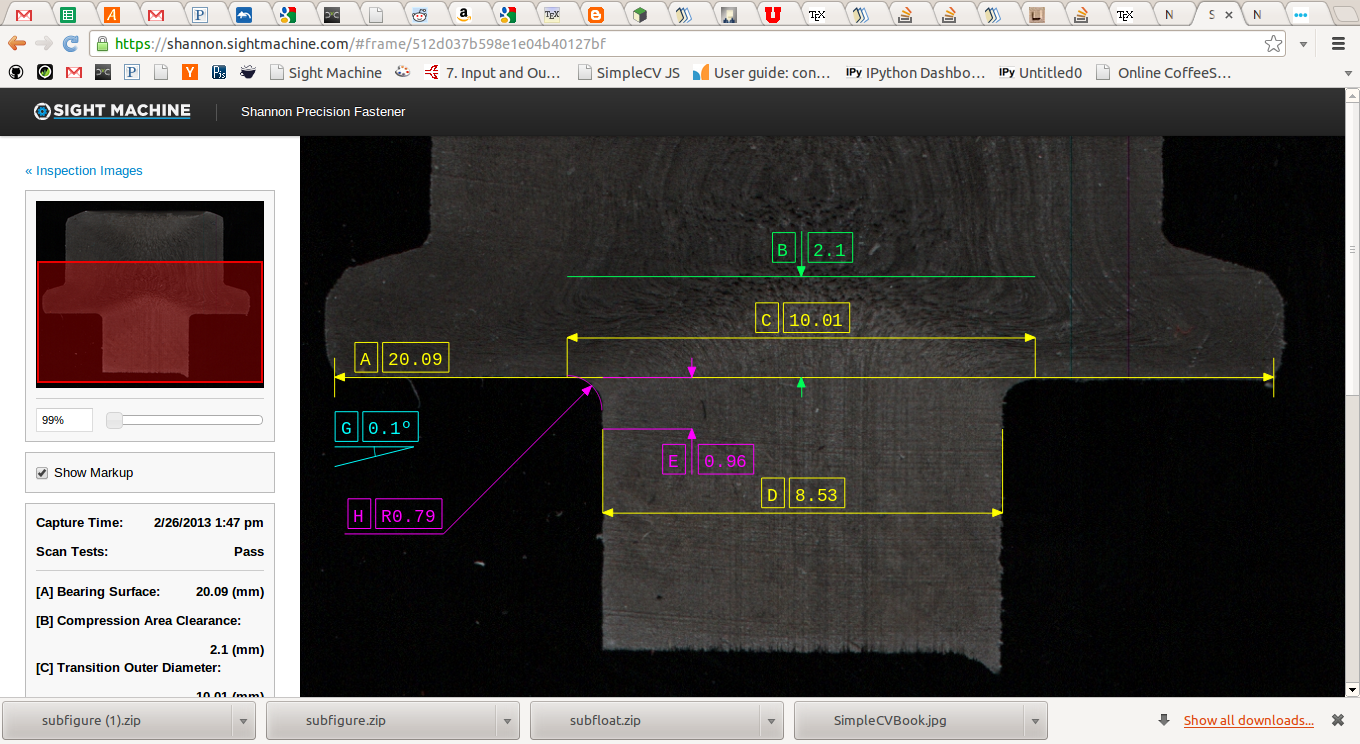 https://shannon.sightmachine.com/#frame/512d037b598e1e04b40127bf
Sight Machine
7. Input and Ou...
SimpleCV JS
User guide: con...
IPy IPython Dashbo...
IPy Untitled0
Online CoffeeS...
SIGHT MACHINE
Shannon Precision Fastener
« Inspection Images
99%
Show Markup
Capture Time: 2/26/2013 1:47 pm
Scan Tests: Pass
[A] Bearing Surface: 20.09 (mm)
[B] Compression Area Clearance:
2.1 (mm)
[C] Transition Outer Diameter:
10.01 (mm)
B 2.1
C 10.01
A 20.09
G 0.1º
E 0.96
D 8.53
H R0.79
subfigure (1).zip
subfigure.zip
subfloat.zip
SimpleCVBook.jpg
Show all downloads...